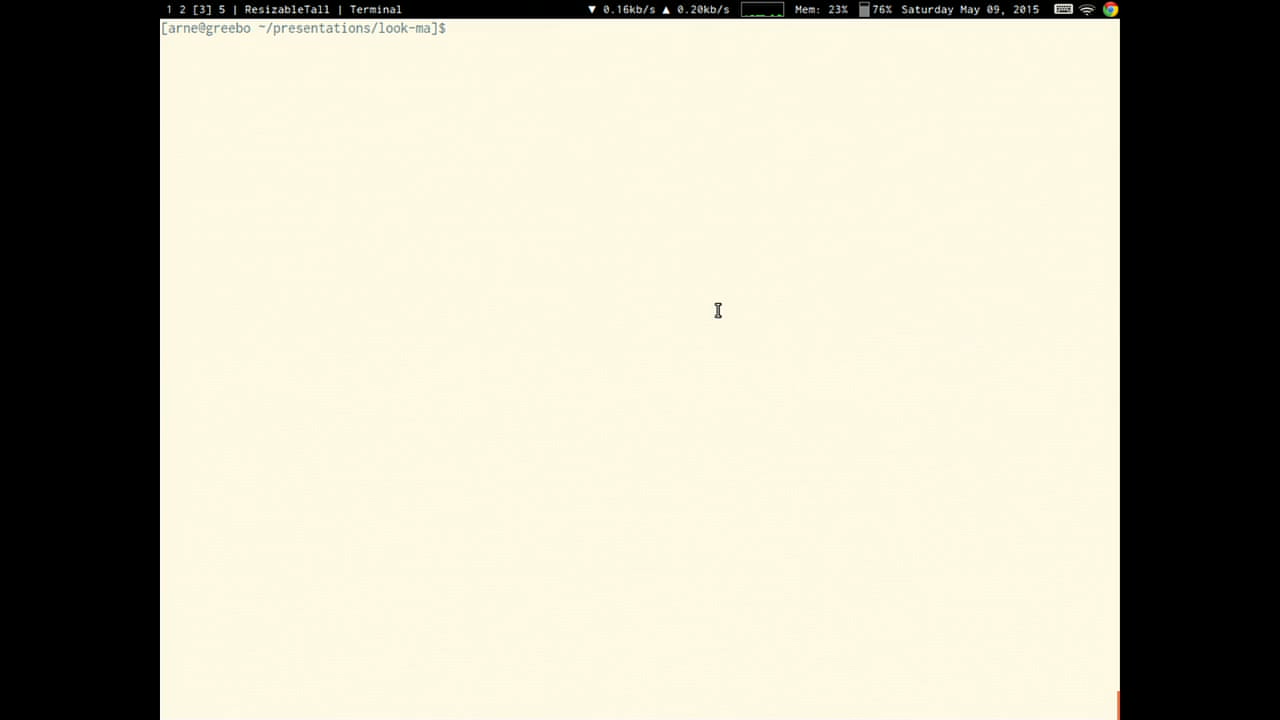 1 2 [3] 5 | ResizableTall | Terminal ▼ 0.16kb/s ▲ 0.20kb/s Mem: 23% 76% Saturday May 09, 2015
[arne@greebo ~/presentations/look-ma]$